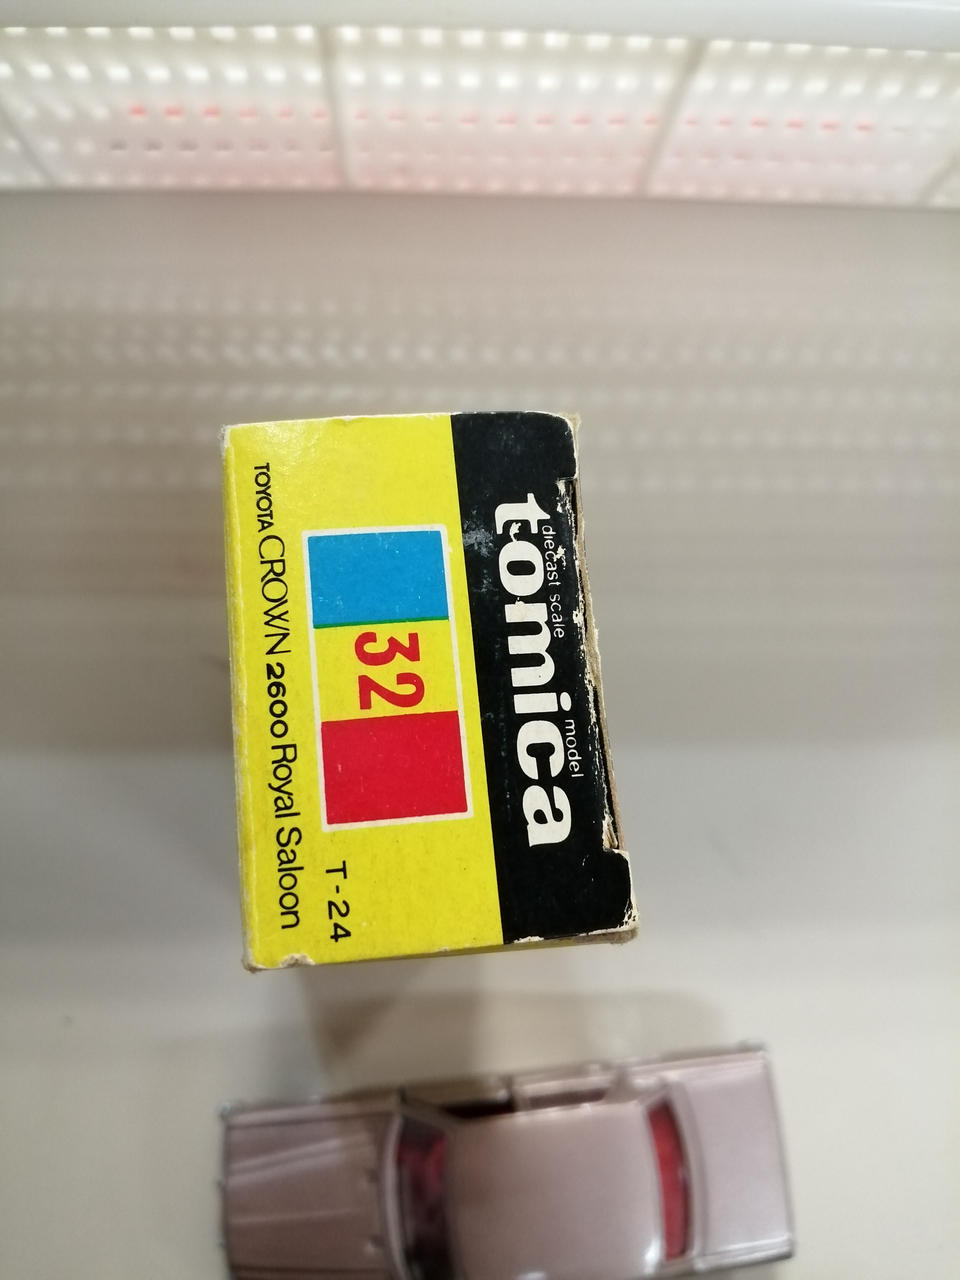 diecast scale model
tomica
32
T-24
TOYOTA CROWN 2600 Royal Saloon